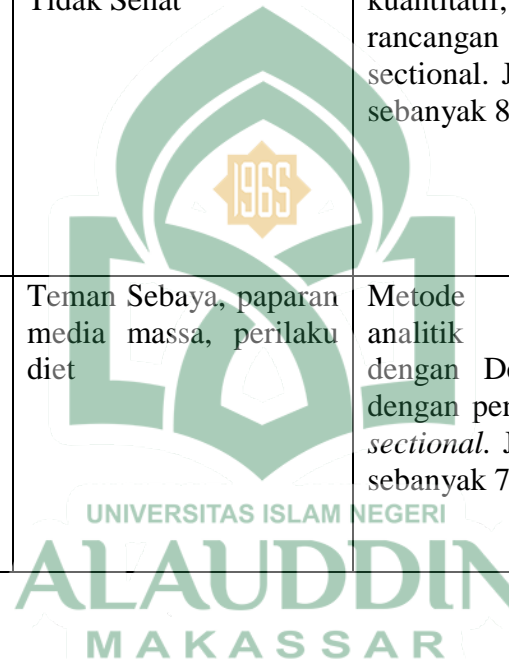 Tidak Sehat
kuantitatif,
rancangan
sectional.
sebanyak 8
1965
Teman Sebaya, paparan
media massa, perilaku
diet
Metode
analitik
dengan
dengan
sectional.
sebanyak 7
UNIVERSITAS ISLAM NEGERI
ALAUDDIN
MAKASSAR